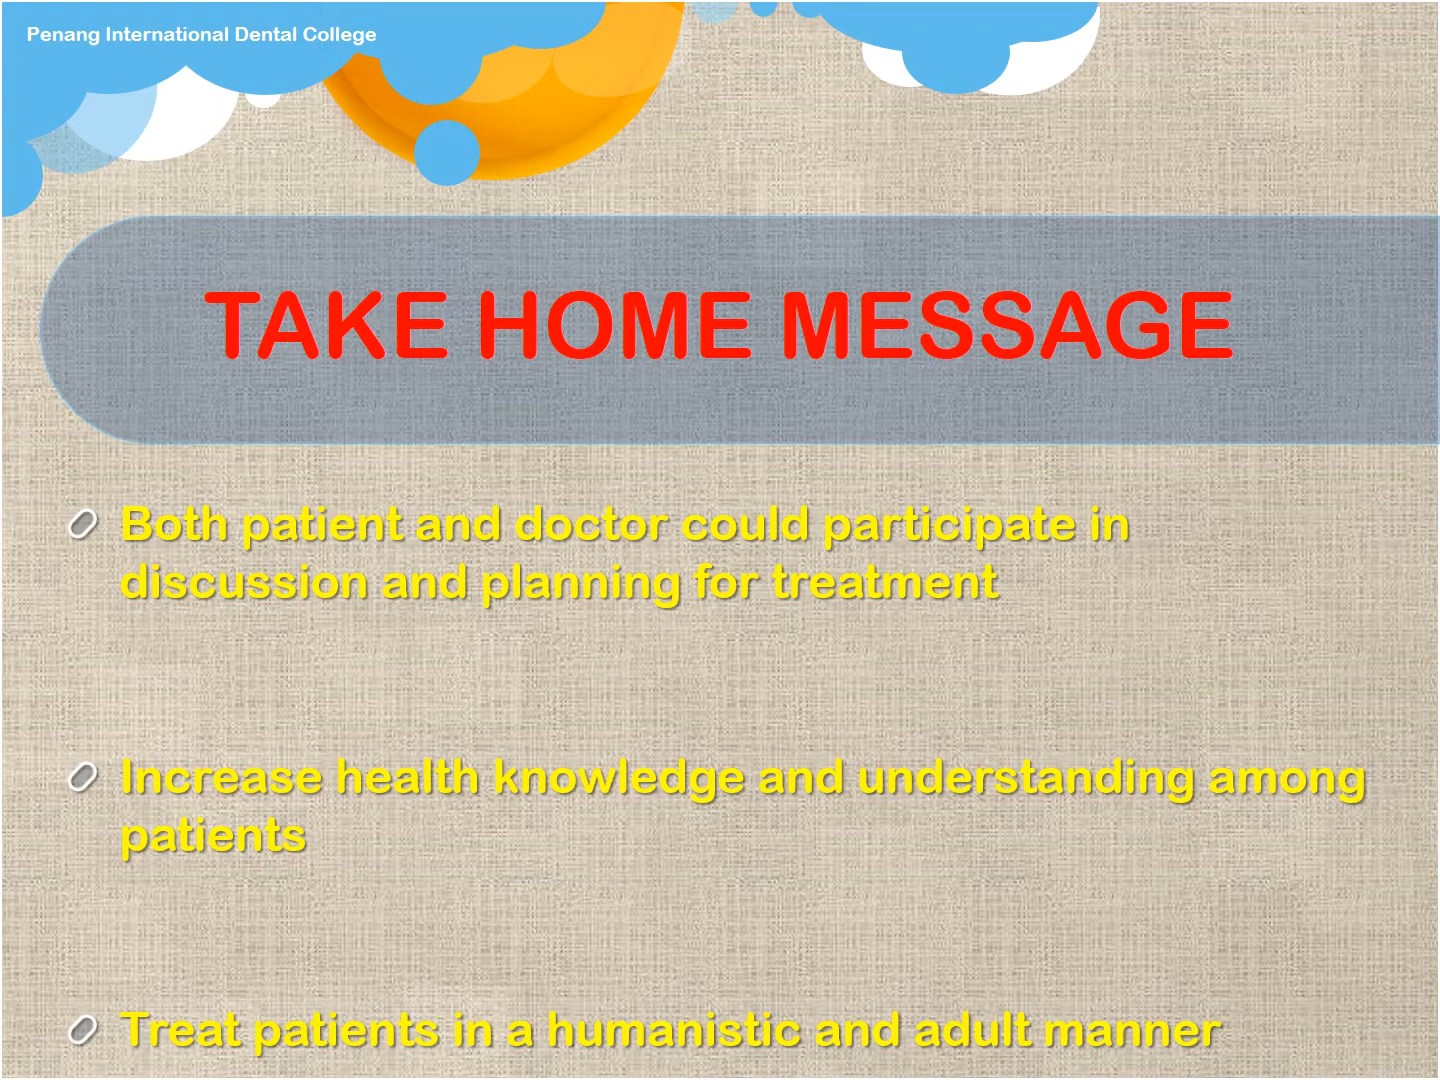 Penang International Dental College
TAKE HOME MESSAGE
Both patient and doctor could participate in
discussion and planning for treatment
Increase health knowledge and understanding among
patients
Treat patients in a humanistic and adult manner